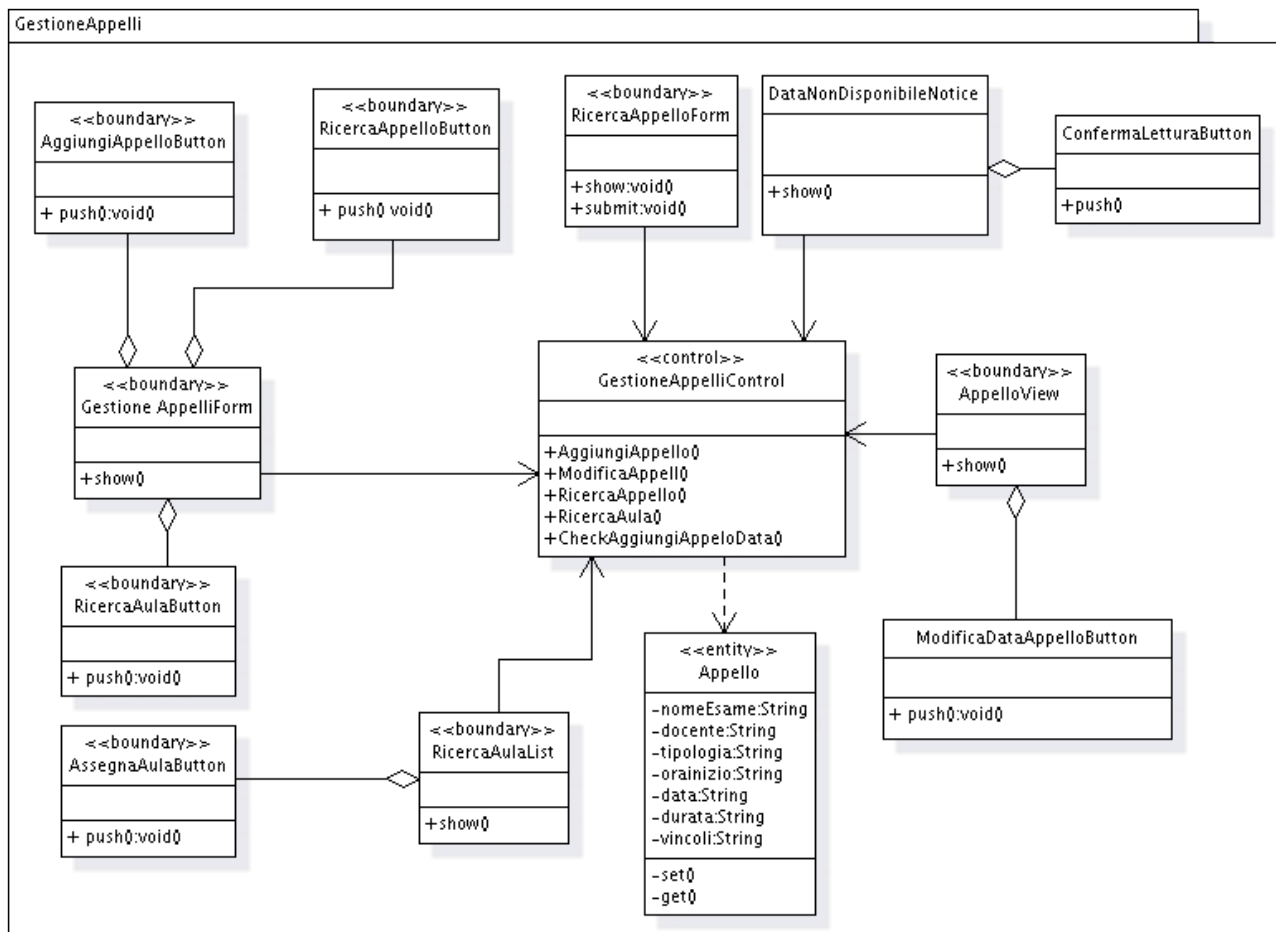 GestioneAppelli
<<boundary>>
AggiungiAppelloButton
+ push():void()
<<boundary>>
RicercaAppelloButton
+ push() void()
<<boundary>>
RicercaAppelloForm
+show:void()
+submit:void()
DataNonDisponibileNotice
+show()
ConfermaLetturaButton
+push()
<<boundary>>
Gestione AppelliForm
+show()
<<control>>
GestioneAppelliControl
+AggiungiAppello()
+ModificaAppell()
+RicercaAppello()
+RicercaAula()
+CheckAggiungiAppeloData()
<<boundary>>
AppelloView
+show()
<<boundary>>
RicercaAulaButton
+ push():void()
ModificaDataAppelloButton
+ push():void()
<<entity>>
Appello
-nomeEsame:String
-docente:String
-tipologia:String
-orainizio:String
-data:String
-durata:String
-vincoli:String
-set()
-get()
<<boundary>>
AssegnaAulaButton
+ push():void()
<<boundary>>
RicercaAulaList
+show()